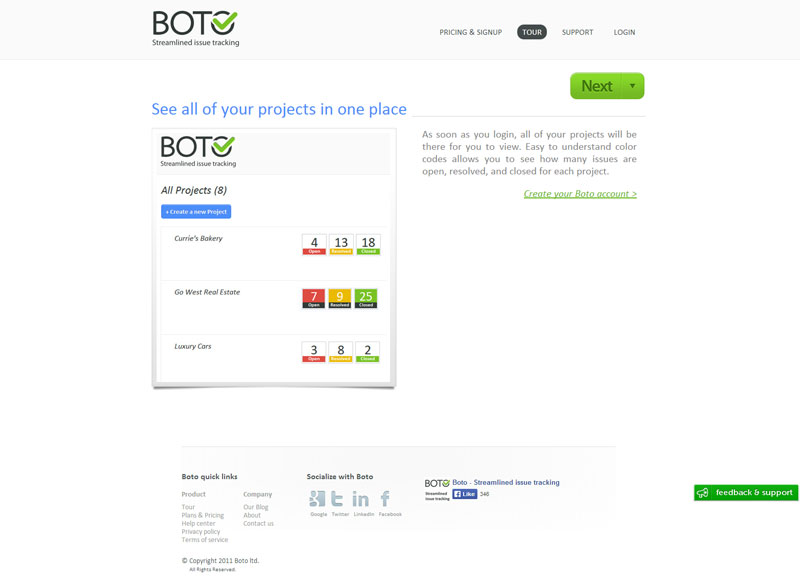 BOTO
Streamlined issue tracking
PRICING & SIGNUP TOUR SUPPORT LOGIN
Next
See all of your projects in one place
BOTO
Streamlined issue tracking
All Projects (8)
+ Create a new Project
Currie's Bakery
4 13 18
Open Resolved Closed
Go West Real Estate
7 9 25
Open Resolved Closed
Luxury Cars
3 8 2
Open Resolved Closed
As soon as you login, all of your projects will be
there for you to view. Easy to understand color
codes allows you to see how many issues are
open, resolved, and closed for each project.
Create your Boto account >
Boto quick links
Product
Tour
Plans & Pricing
Help center
Privacy policy
Terms of service
Company
Our Blog
About
Contact us
Socialize with Boto
Google Twitter LinkedIn Facebook
BOTO
Streamlined
issue tracking
Boto - Streamlined issue tracking
Like 348
feedback & support
© Copyright 2011 Boto ltd.
All Rights Reserved.